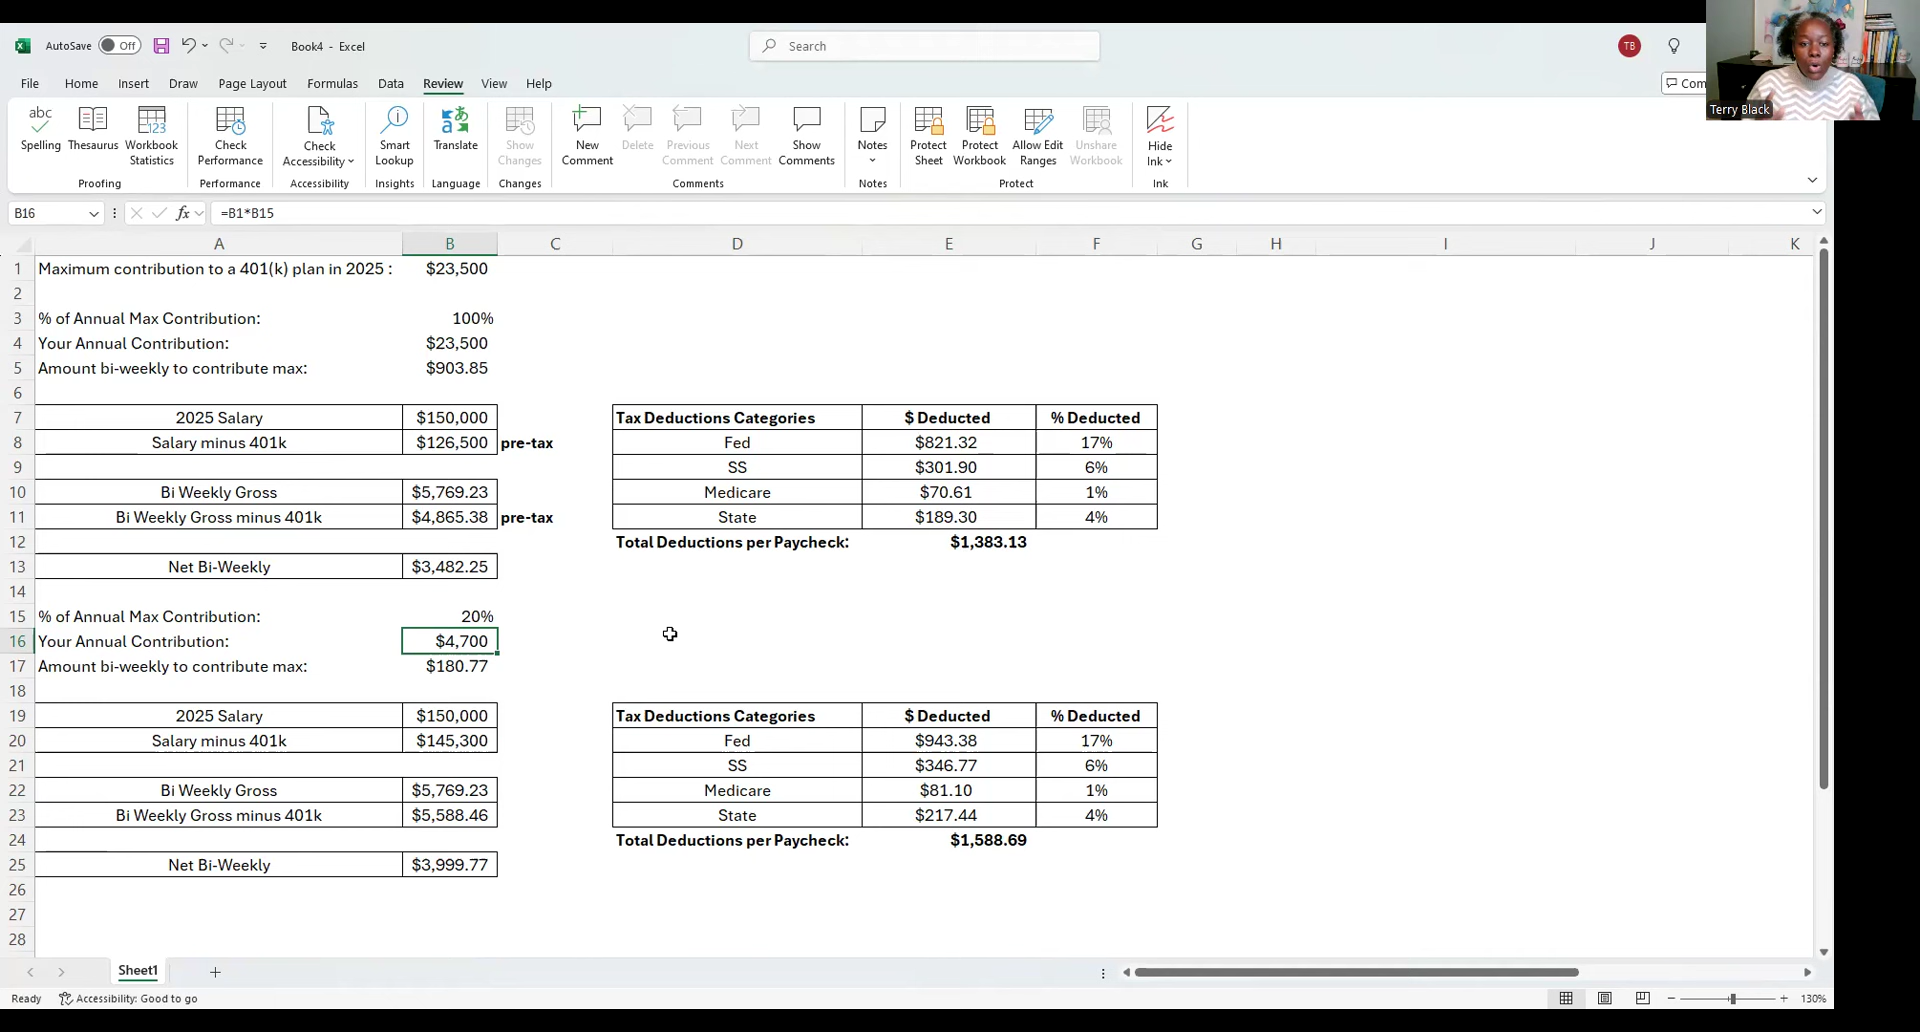 AutoSave Off Book4 - Excel Search TB
File Home Insert Draw Page Layout Formulas Data Review View Help Com
Terry Black
abc Spelling Thesaurus 123 Workbook Statistics Check Performance Check Accessibility Smart Lookup Translate Show Changes New Comment Delete Previous Comment Next Comment Show Comments Notes Protect Sheet Protect Workbook Allow Edit Ranges Unshare Workbook Hide Ink
Proofing Performance Accessibility Insights Language Changes Comments Notes Protect Ink
B16 fx =B1*B15
A B C D E F G H I J K
1 Maximum contribution to a 401(k) plan in 2025 : $23,500
2
3 % of Annual Max Contribution: 100%
4 Your Annual Contribution: $23,500
5 Amount bi-weekly to contribute max: $903.85
6
7 2025 Salary $150,000 Tax Deductions Categories $ Deducted % Deducted
8 Salary minus 401k $126,500 pre-tax Fed $821.32 17%
9 SS $301.90 6%
10 Bi Weekly Gross $5,769.23 Medicare $70.61 1%
11 Bi Weekly Gross minus 401k $4,865.38 pre-tax State $189.30 4%
12 Total Deductions per Paycheck: $1,383.13
13 Net Bi-Weekly $3,482.25
14
15 % of Annual Max Contribution: 20%
16 Your Annual Contribution: $4,700
17 Amount bi-weekly to contribute max: $180.77
18
19 2025 Salary $150,000 Tax Deductions Categories $ Deducted % Deducted
20 Salary minus 401k $145,300 Fed $943.38 17%
21 SS $346.77 6%
22 Bi Weekly Gross $5,769.23 Medicare $81.10 1%
23 Bi Weekly Gross minus 401k $5,588.46 State $217.44 4%
24 Total Deductions per Paycheck: $1,588.69
25 Net Bi-Weekly $3,999.77
26
27
28
Sheet1
Ready Accessibility: Good to go 130%